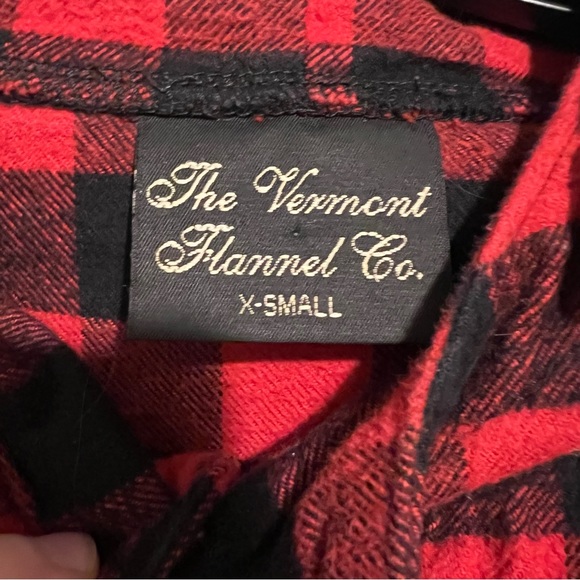 The Vermont
Flannel Co.
X-SMALL